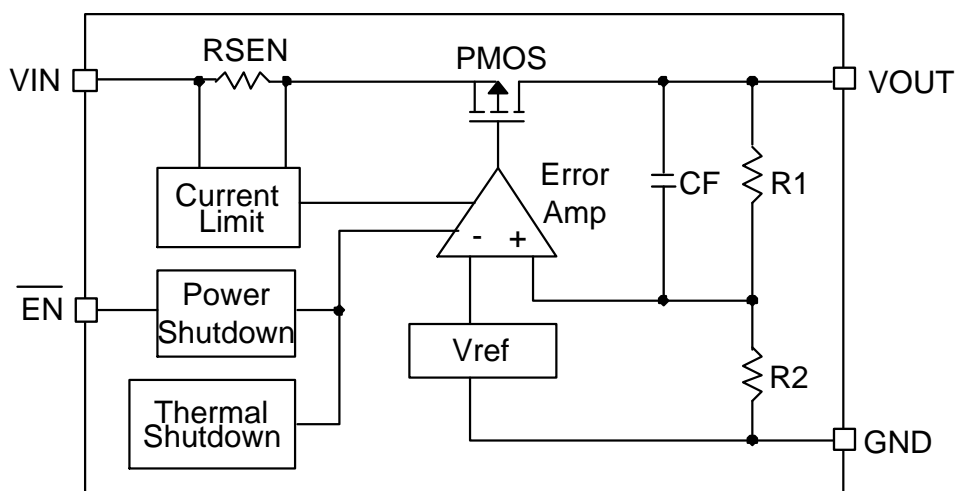 RSEN
PMOS
VIN
VOUT
Current
Limit
Error
Amp
CF
R1
-
+
EN
Power
Shutdown
Vref
R2
Thermal
Shutdown
GND